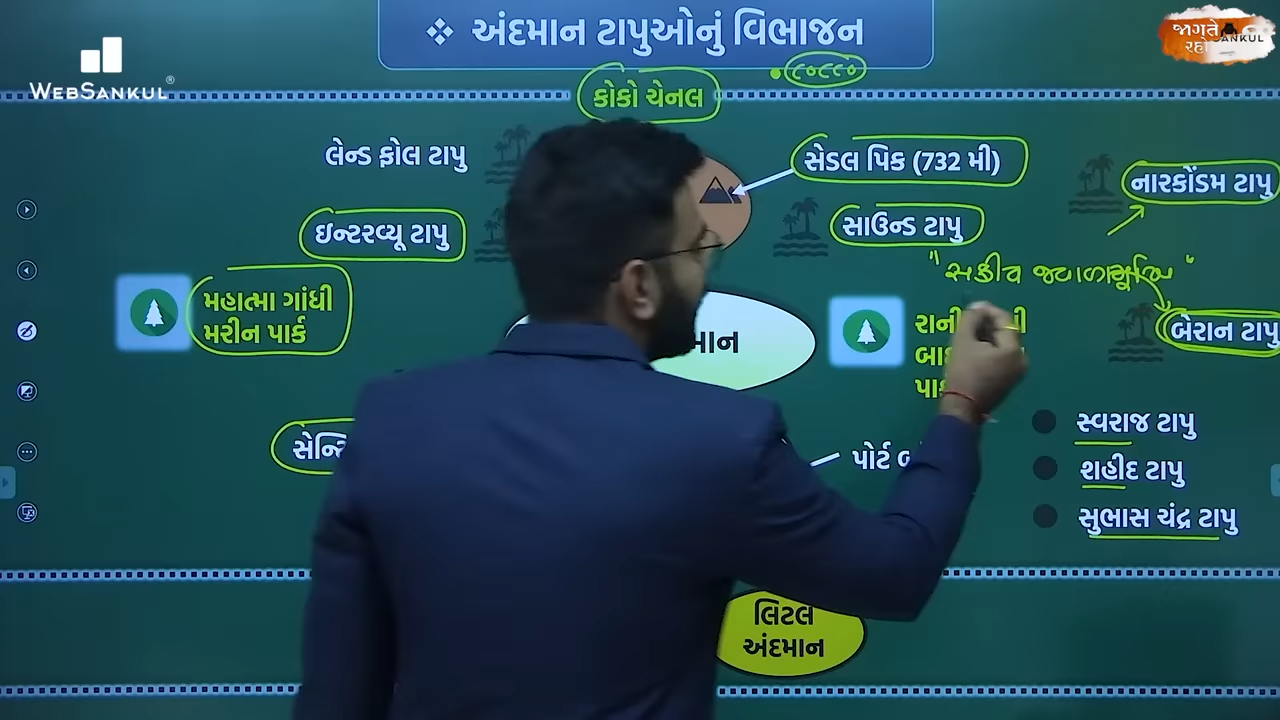 ❖ અંદમાન ટાપુઓનું વિભાજન
જાગતે
રહો
SANKUL
WEBSANKUL®
કોકો ચેનલ
લેન્ડ ફોલ ટાપુ
સેડલ પિક (732 મી)
નારકોંડમ ટાપુ
ઇન્ટરવ્યૂ ટાપુ
સાઉન્ડ ટાપુ
મહાત્મા ગાંધી
મરીન પાર્ક
બેરાન ટાપુ
સ્વરાજ ટાપુ
શહીદ ટાપુ
પોર્ટ
સુભાસ ચંદ્ર ટાપુ
લિટલ
અંદમાન